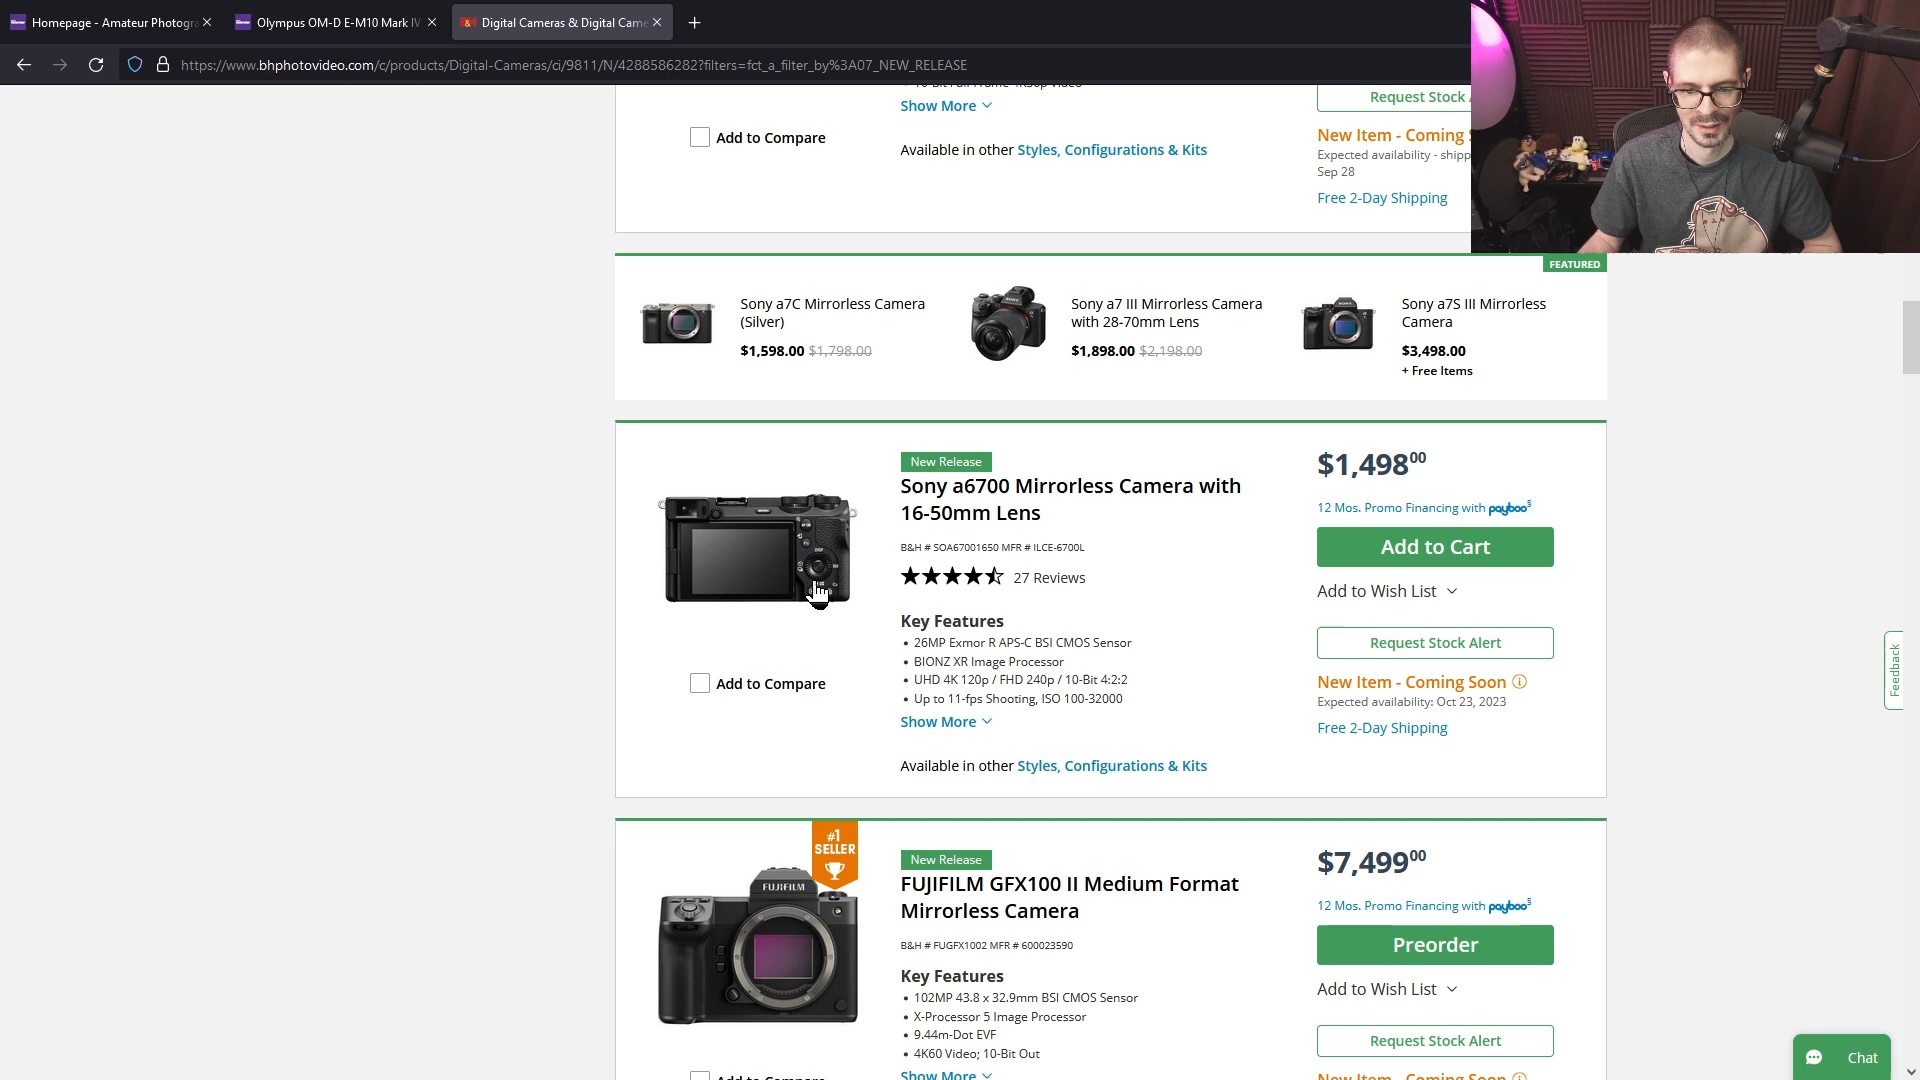 Homepage - Amateur Photogra
Olympus OM-D E-M10 Mark IV
Digital Cameras & Digital Came
https://www.bhphotovideo.com/c/products/Digital-Cameras/ci/9811/N/4288586282?filters=fct_a_filter_by%3A07_NEW_RELEASE
Show More
Add to Compare
Available in other Styles, Configurations & Kits
Request Stock
New Item - Coming
Expected availability - shipp
Sep 28
Free 2-Day Shipping
FEATURED
Sony a7C Mirrorless Camera
(Silver)
$1,598.00 $1,798.00
Sony a7 III Mirrorless Camera
with 28-70mm Lens
$1,898.00 $2,198.00
Sony a7S III Mirrorless
Camera
$3,498.00
+ Free Items
New Release
Sony a6700 Mirrorless Camera with
16-50mm Lens
B&H # SOA67001650 MFR # ILCE-6700L
27 Reviews
Key Features
• 26MP Exmor R APS-C BSI CMOS Sensor
• BIONZ XR Image Processor
• UHD 4K 120p / FHD 240p / 10-Bit 4:2:2
• Up to 11-fps Shooting, ISO 100-32000
Show More
Available in other Styles, Configurations & Kits
Add to Compare
$1,498.00
12 Mos. Promo Financing with payboo§
Add to Cart
Add to Wish List
Request Stock Alert
New Item - Coming Soon
Expected availability: Oct 23, 2023
Free 2-Day Shipping
#1
SELLER
FUJIFILM
New Release
FUJIFILM GFX100 II Medium Format
Mirrorless Camera
B&H # FUGFX1002 MFR # 600023590
Key Features
• 102MP 43.8 x 32.9mm BSI CMOS Sensor
• X-Processor 5 Image Processor
• 9.44m-Dot EVF
• 4K60 Video; 10-Bit Out
Show More
Add to Compare
$7,499.00
12 Mos. Promo Financing with payboo§
Preorder
Add to Wish List
Request Stock Alert
New Item - Coming Soon
Feedback
Chat